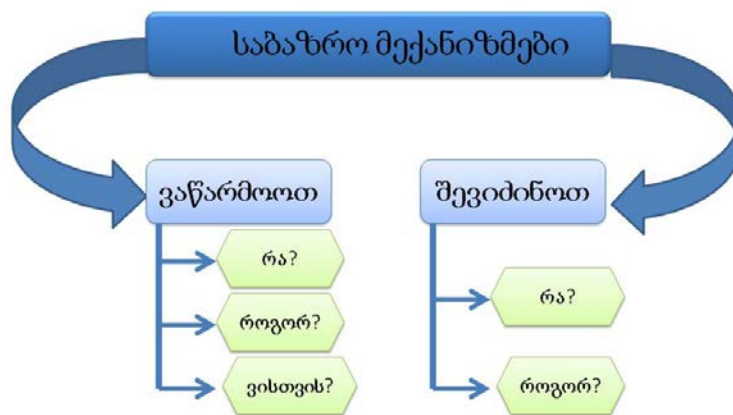 საბაზრო მექანიზმები
ვაწარმოოთ
რა?
როგორ?
ვისთვის?
შევიძინოთ
რა?
როგორ?